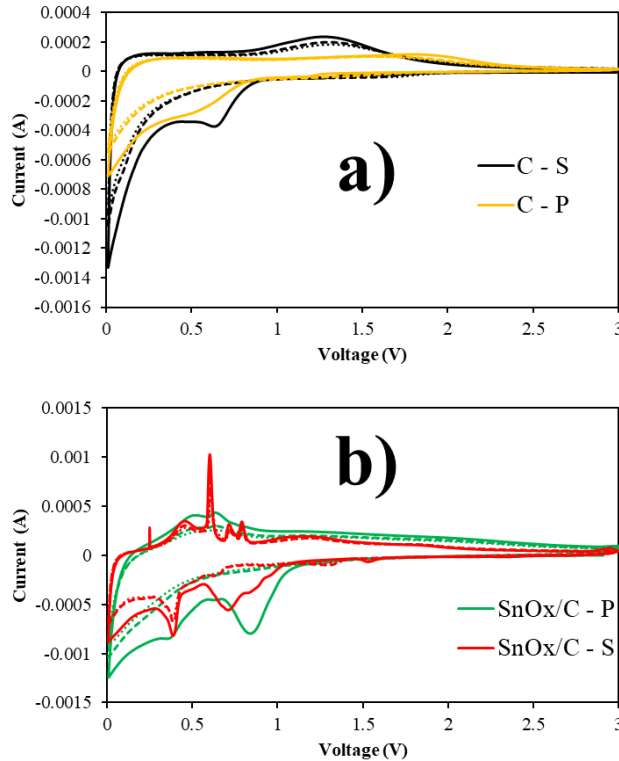 0.0004
0.0002
0
-0.0002
-0.0004
-0.0006
-0.0008
-0.001
-0.0012
-0.0014
-0.0016
Current (A)
a)
C - S
C - P
0 0.5 1 1.5 2 2.5 3
Voltage (V)
0.0015
0.001
0.0005
0
-0.0005
-0.001
-0.0015
Current (A)
b)
SnOx/C - P
SnOx/C - S
0 0.5 1 1.5 2 2.5 3
Voltage (V)